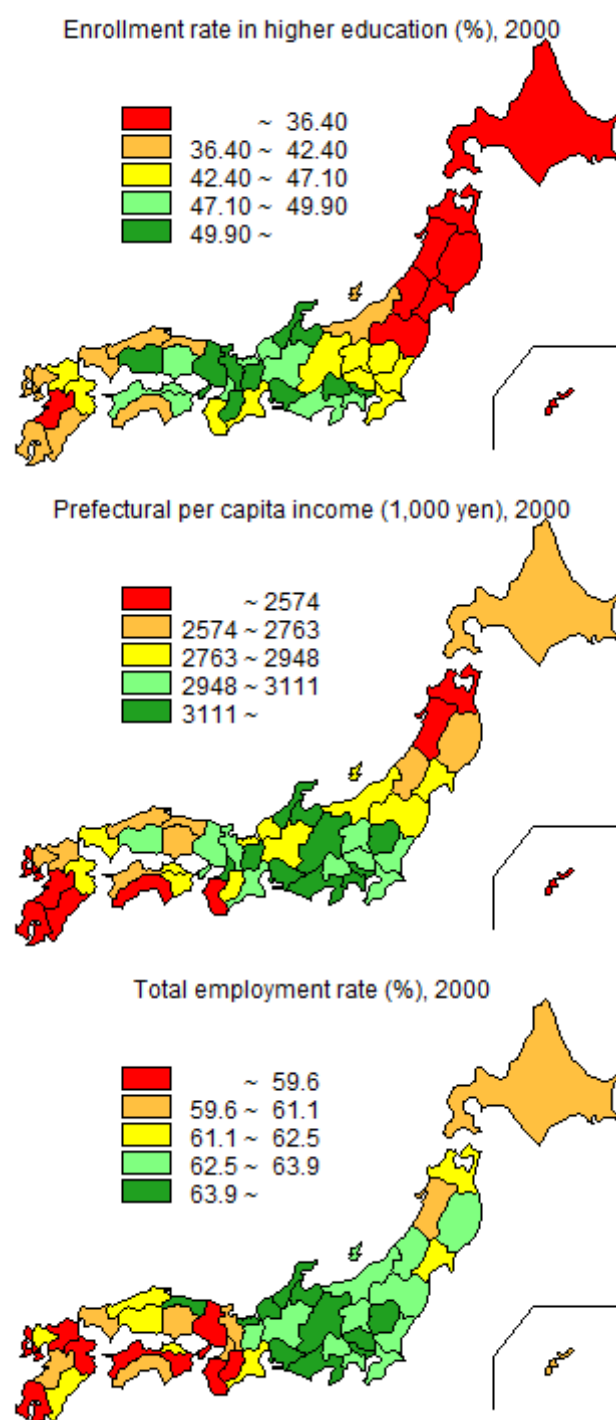 Enrollment rate in higher education (%), 2000
~ 36.40
36.40 ~ 42.40
42.40 ~ 47.10
47.10 ~ 49.90
49.90 ~
Prefectural per capita income (1,000 yen), 2000
~ 2574
2574 ~ 2763
2763 ~ 2948
2948 ~ 3111
3111 ~
Total employment rate (%), 2000
~ 59.6
59.6 ~ 61.1
61.1 ~ 62.5
62.5 ~ 63.9
63.9 ~